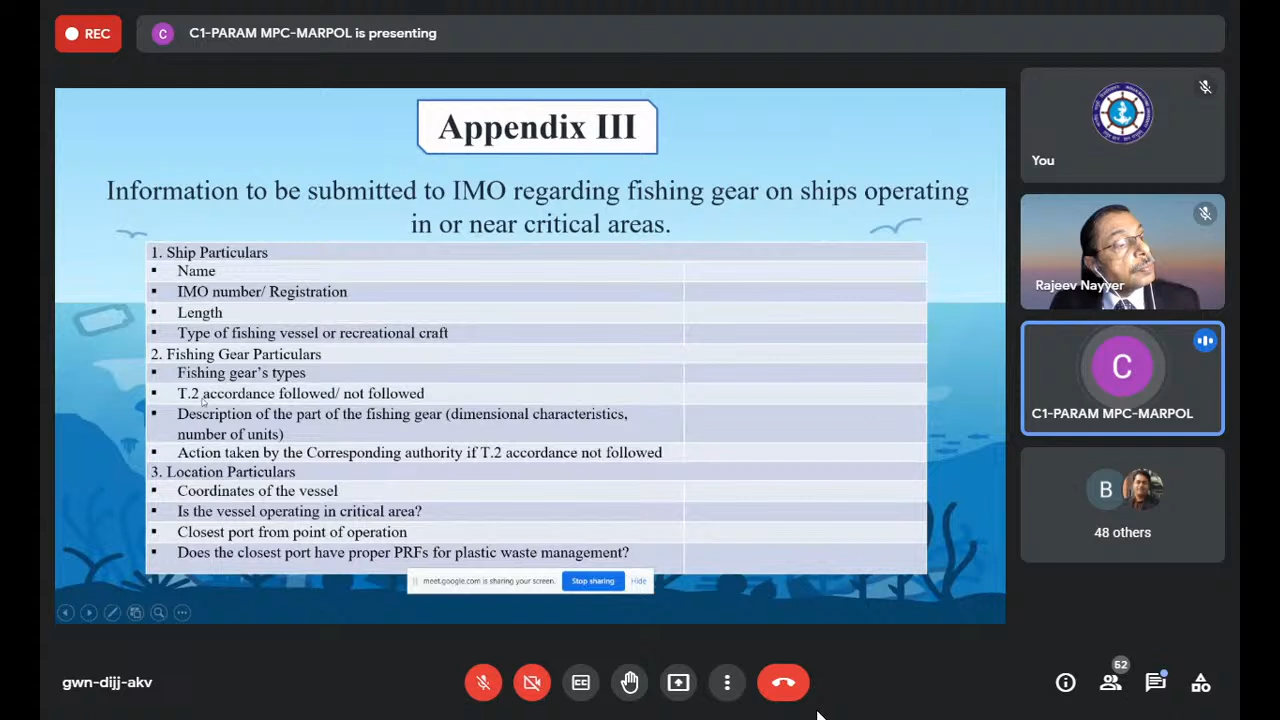 REC
C
C1-PARAM MPC-MARPOL is presenting
Appendix III
Information to be submitted to IMO regarding fishing gear on ships operating
in or near critical areas.
1. Ship Particulars
▪ Name
▪ IMO number/ Registration
▪ Length
▪ Type of fishing vessel or recreational craft
2. Fishing Gear Particulars
▪ Fishing gear's types
▪ T.2 accordance followed/ not followed
▪ Description of the part of the fishing gear (dimensional characteristics,
number of units)
▪ Action taken by the Corresponding authority if T.2 accordance not followed
3. Location Particulars
▪ Coordinates of the vessel
▪ Is the vessel operating in critical area?
▪ Closest port from point of operation
▪ Does the closest port have proper PRFs for plastic waste management?
meet.google.com is sharing your screen.
Stop sharing
Hide
You
Rajeev Nayyer
C
C1-PARAM MPC-MARPOL
B
48 others
gwn-dijj-akv
CC
52